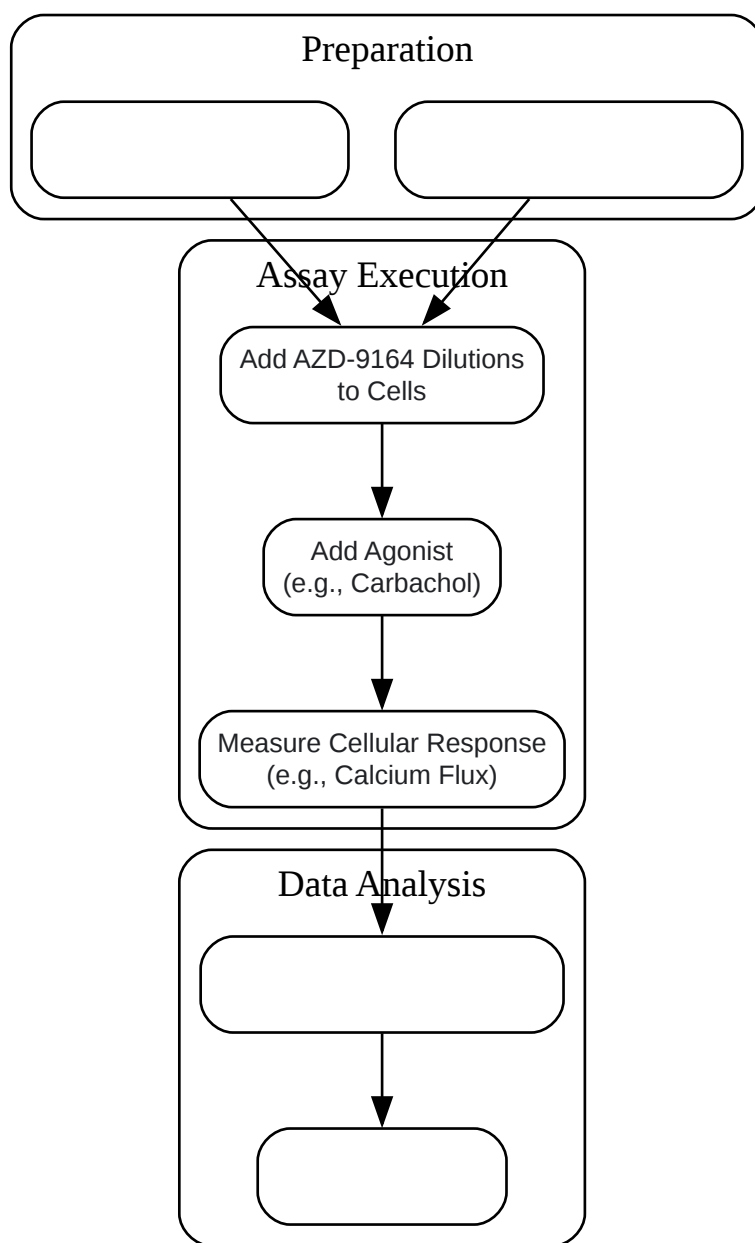 Preparation
Assay Execution
Add AZD-9164 Dilutions
to Cells
Add Agonist
(e.g., Carbachol)
Measure Cellular Response
(e.g., Calcium Flux)
Data Analysis